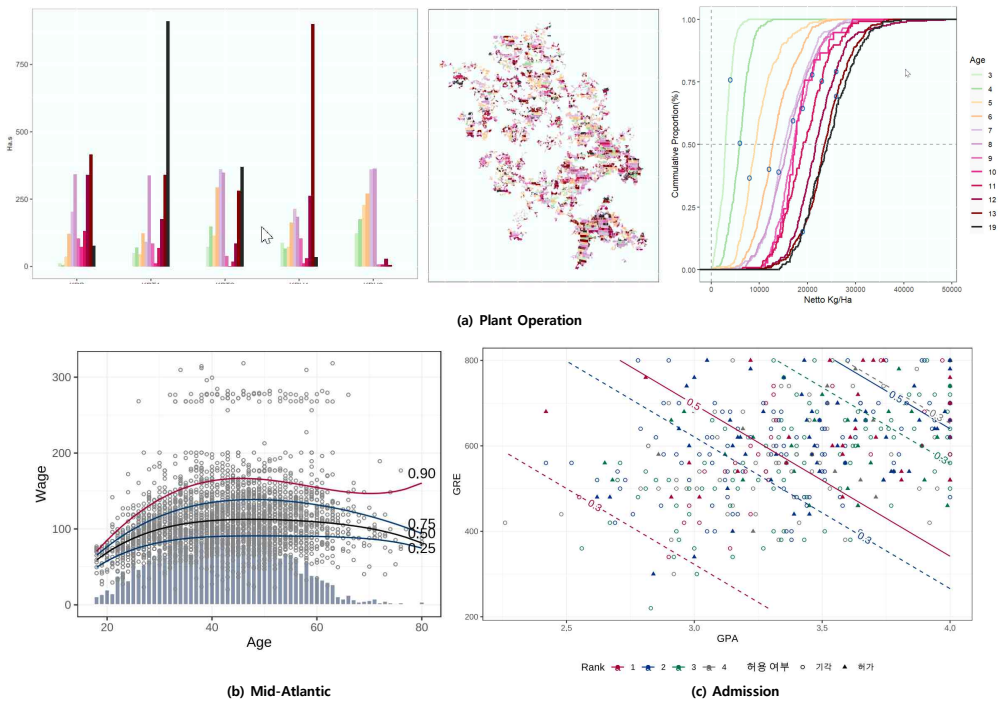 1.00
0.75
0.50
0.25
0.00
Cummulative Proportion(%)
0 10000 20000 30000 40000 50000
Netto Kg/Ha
Age
3
4
5
6
7
8
9
10
11
12
13
19
750
500
250
0
Ha.s
(a) Plant Operation
300
200
100
0
Wage
0.90
0.75
0.50
0.25
20 40 60 80
Age
(b) Mid-Atlantic
800
600
400
200
GRE
0.5
0.5
0.3
0.3
0.3
0.3
2.5 3.0 3.5 4.0
GPA
Rank 1 2 3 4 허용 여부 기각 허가
(c) Admission